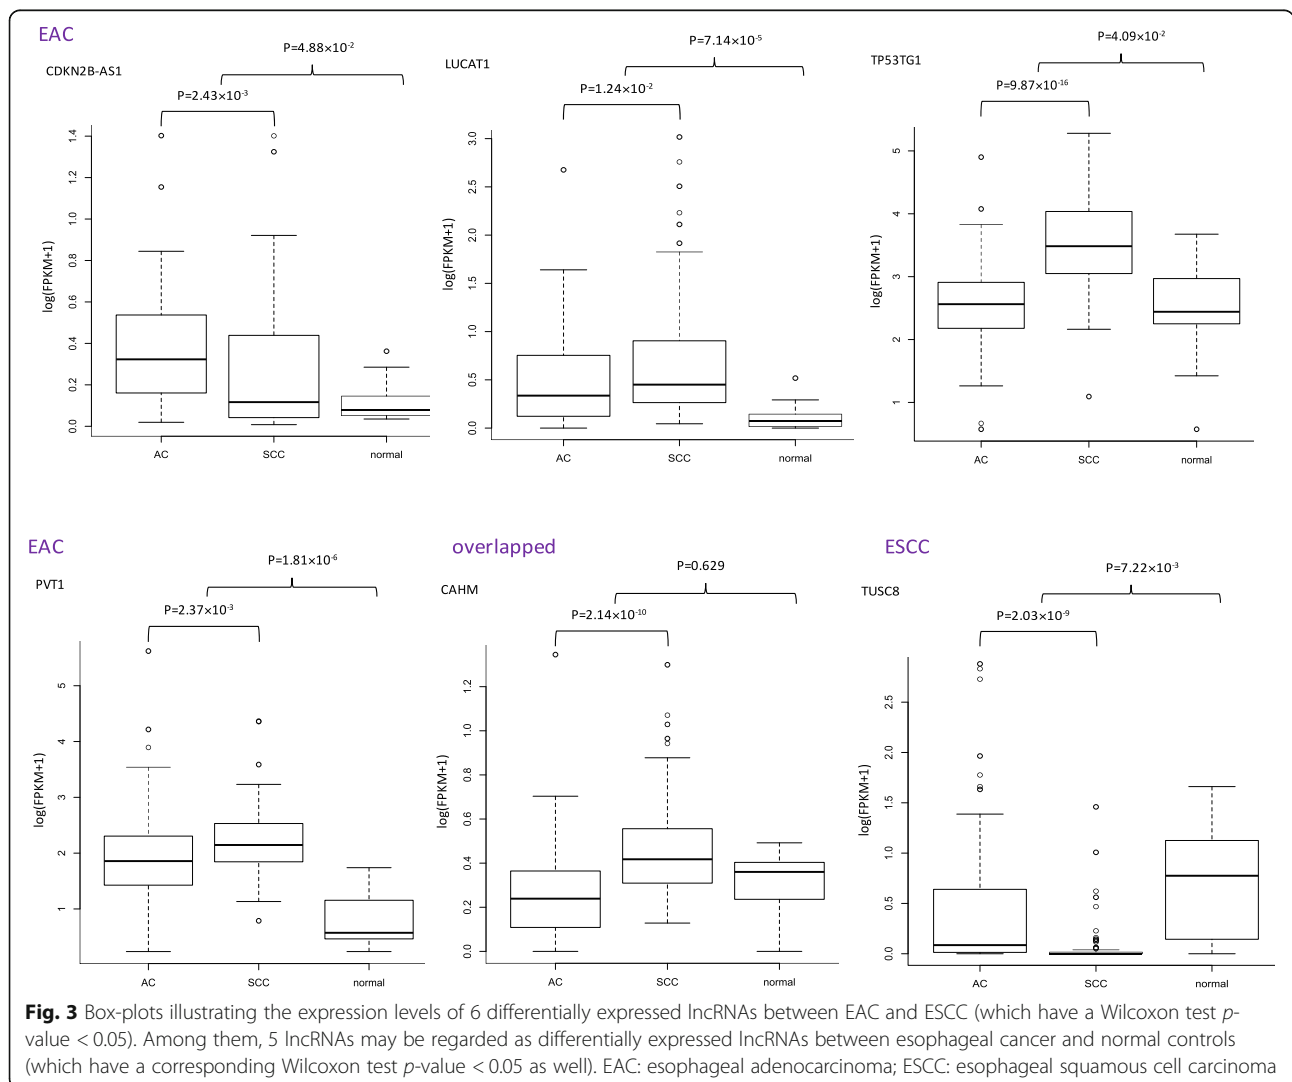 EAC
CDKN2B-AS1
P=4.88×10-2
P=2.43×10-3
log(FPKM+1)
0.0 0.2 0.4 0.6 0.8 1.0 1.2 1.4
AC SCC normal
LUCAT1
P=7.14×10-5
P=1.24×10-2
log(FPKM+1)
0.0 0.5 1.0 1.5 2.0 2.5 3.0
AC SCC normal
TP53TG1
P=4.09×10-2
P=9.87×10-16
log(FPKM+1)
1 2 3 4 5
AC SCC normal
EAC
PVT1
P=1.81×10-6
P=2.37×10-3
log(FPKM+1)
1 2 3 4 5
AC SCC normal
overlapped
CAHM
P=0.629
P=2.14×10-10
log(FPKM+1)
0.0 0.2 0.4 0.6 0.8 1.0 1.2
AC SCC normal
ESCC
TUSC8
P=7.22×10-3
P=2.03×10-9
log(FPKM+1)
0.0 0.5 1.0 1.5 2.0 2.5
AC SCC normal
Fig. 3 Box-plots illustrating the expression levels of 6 differentially expressed lncRNAs between EAC and ESCC (which have a Wilcoxon test p-
value < 0.05). Among them, 5 lncRNAs may be regarded as differentially expressed lncRNAs between esophageal cancer and normal controls
(which have a corresponding Wilcoxon test p-value < 0.05 as well). EAC: esophageal adenocarcinoma; ESCC: esophageal squamous cell carcinoma